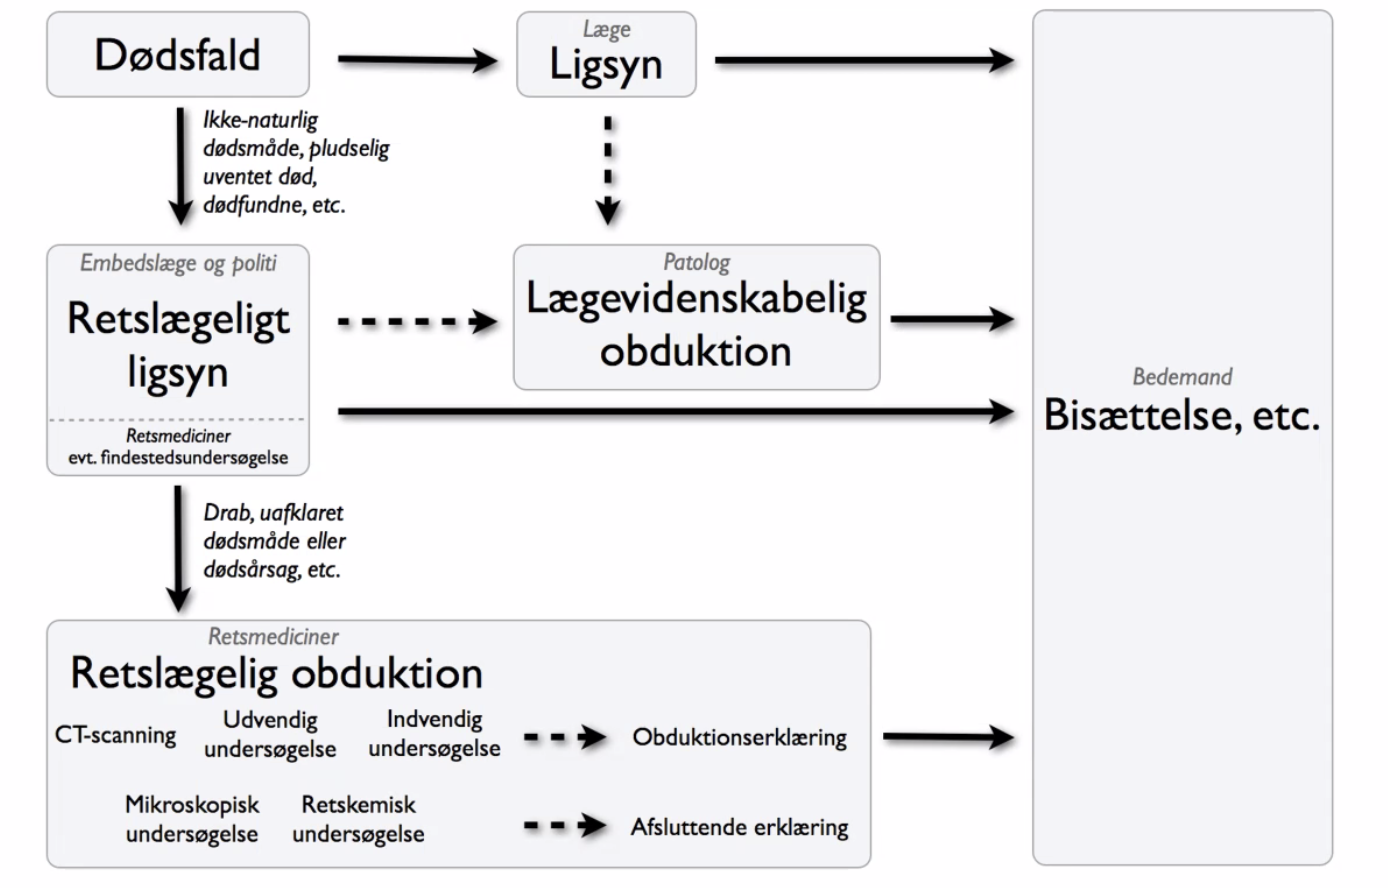 Dødsfald
Læge
Ligsyn
Ikke-naturlig
dødsmåde, pludselig
uventet død,
dødfundne, etc.
Embedslæge og politi
Retslægeligt
ligsyn
Retsmediciner
evt. findestedsundersøgelse
Patolog
Lægevidenskabelig
obduktion
Bedemand
Bisættelse, etc.
Drab, uafklaret
dødsmåde eller
dødsårsag, etc.
Retsmediciner
Retslægelig obduktion
CT-scanning
Udvendig
undersøgelse
Indvendig
undersøgelse
Obduktionserklæring
Mikroskopisk
undersøgelse
Retskemisk
undersøgelse
Afsluttende erklæring